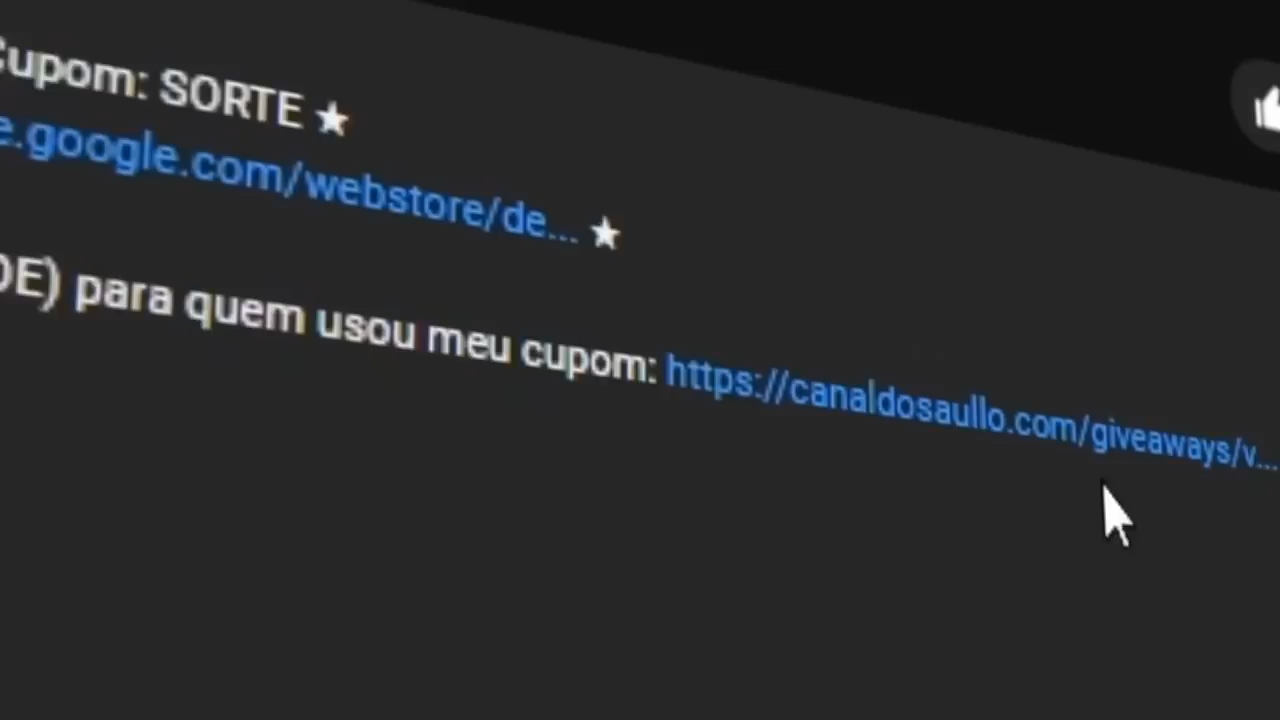 Cupom: SORTE ★
e.google.com/webstore/de... ★
DE) para quem usou meu cupom: https://canaldosaullo.com/giveaways/v...